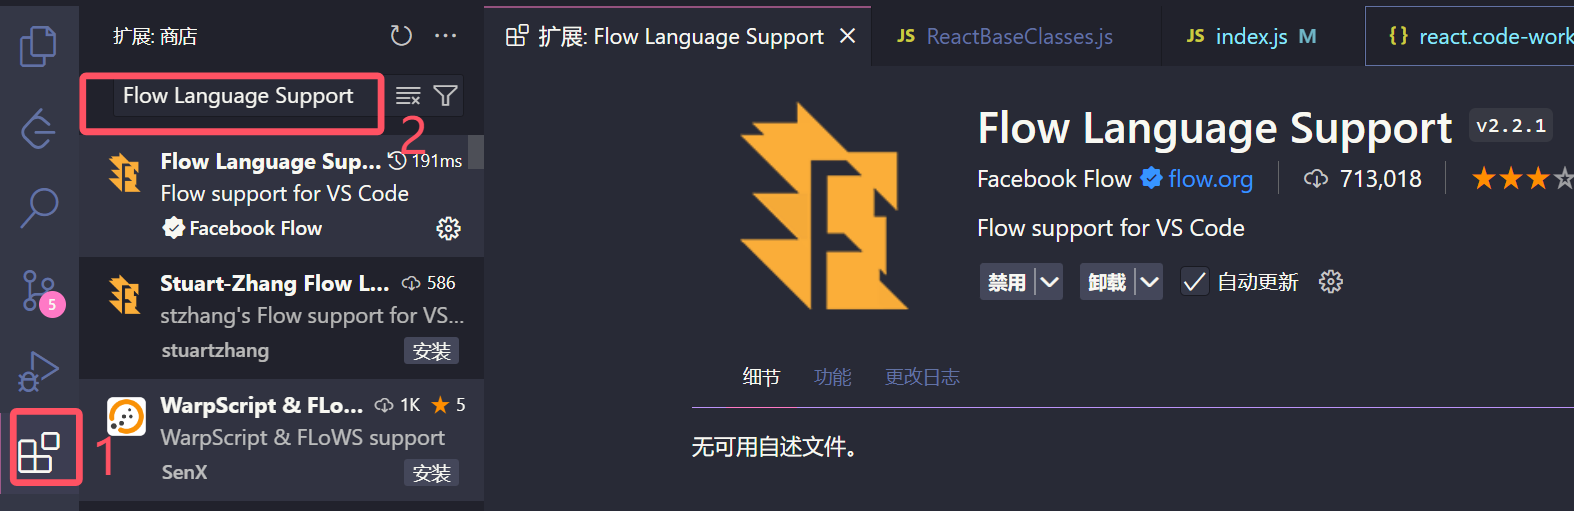 扩展: 商店
Flow Language Support
2
Flow Language Sup... 191ms
Flow support for VS Code
Facebook Flow
Stuart-Zhang Flow L... 586
stzhang's Flow support for VS...
stuartzhang 安装
WarpScript & FLo... 1K 5
WarpScript & FLoWS support
SenX 安装
5
1
扩展: Flow Language Support
JS ReactBaseClasses.js
JS index.js M
{} react.code-work
Flow Language Support v2.2.1
Facebook Flow flow.org 713,018
Flow support for VS Code
禁用 卸载 自动更新
细节 功能 更改日志
无可用自述文件。